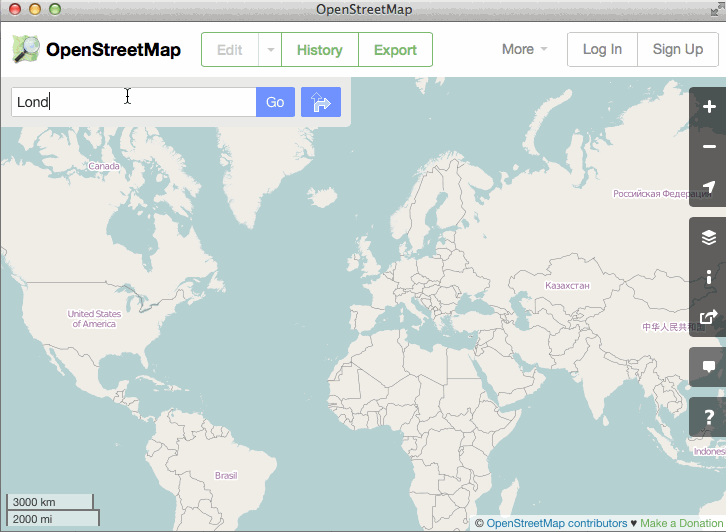 OpenStreetMap
OpenStreetMap
Edit
History
Export
More
Log In
Sign Up
Lond
Go
Canada
Российская Федерация
Казахстан
United States
of America
中华人民共和国
Brasil
Indones
3000 km
2000 mi
© OpenStreetMap contributors ♥ Make a Donation
?